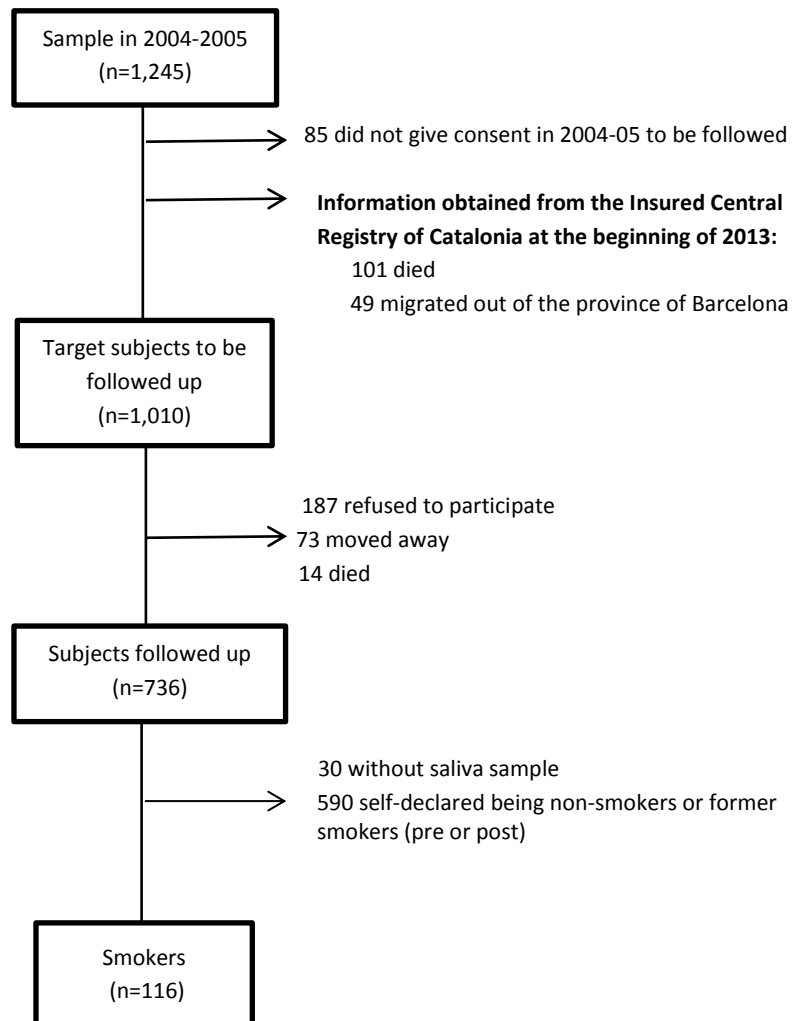 Sample in 2004-2005
(n=1,245)
85 did not give consent in 2004-05 to be followed
Information obtained from the Insured Central
Registry of Catalonia at the beginning of 2013:
101 died
49 migrated out of the province of Barcelona
Target subjects to be
followed up
(n=1,010)
187 refused to participate
73 moved away
14 died
Subjects followed up
(n=736)
30 without saliva sample
590 self-declared being non-smokers or former
smokers (pre or post)
Smokers
(n=116)